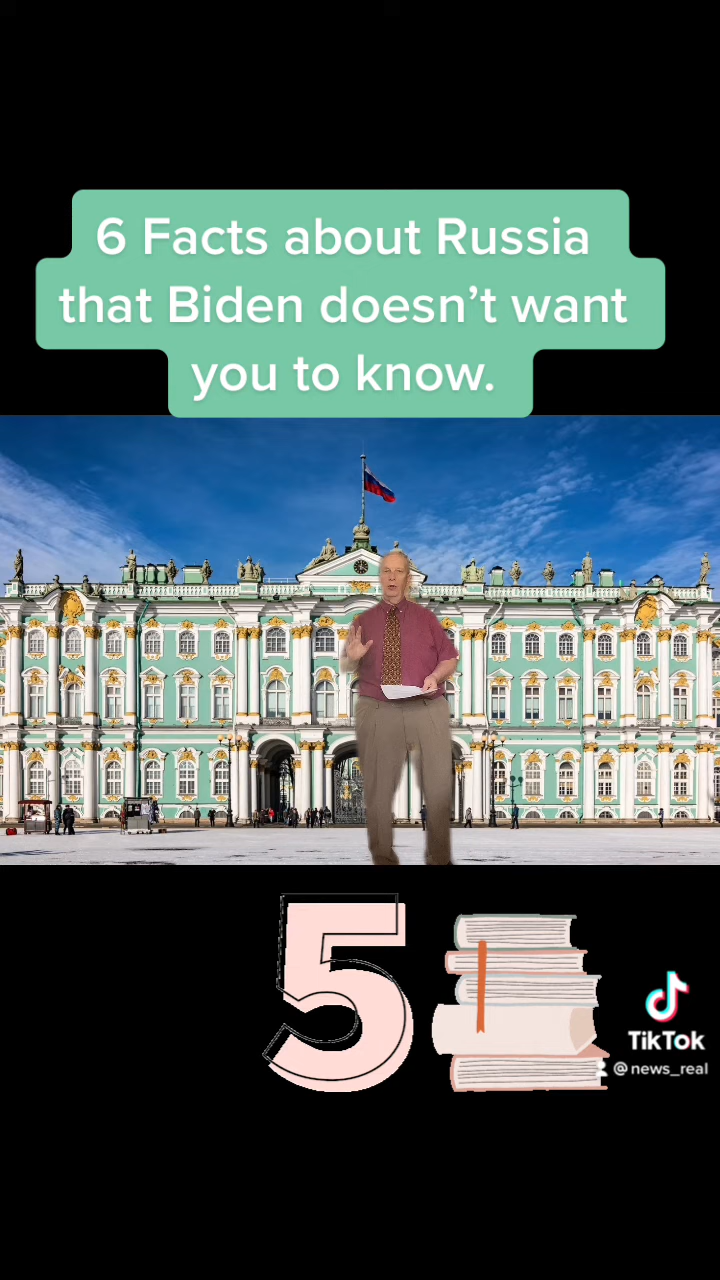 6 Facts about Russia
that Biden doesn’t want
you to know.
5
TikTok
@news_real